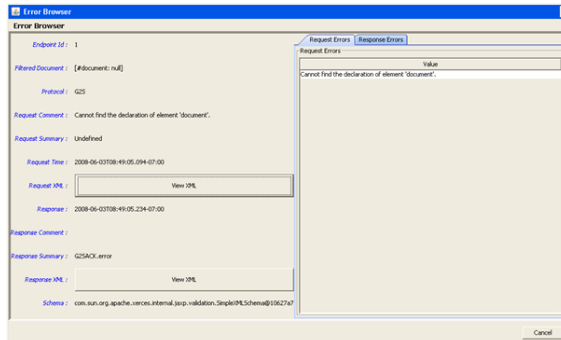 Error Browser
Error Browser
Endpoint Id : 1
Filtered Document : [#document: null]
Protocol : G2S
Request Comment : Cannot find the declaration of element 'document'.
Request Summary : Undefined
Request Time : 2008-06-03T08:49:05.094-07:00
Request XML : View XML
Response : 2008-06-03T08:49:05.234-07:00
Response Comment :
Response Summary : G2SACK.error
Response XML : View XML
Schema : com.sun.org.apache.xerces.internal.jaxp.validation.SimpleXMLSchema@10627a7
Request Errors Response Errors
Request Errors
Value
Cannot find the declaration of element 'document'.
Cancel